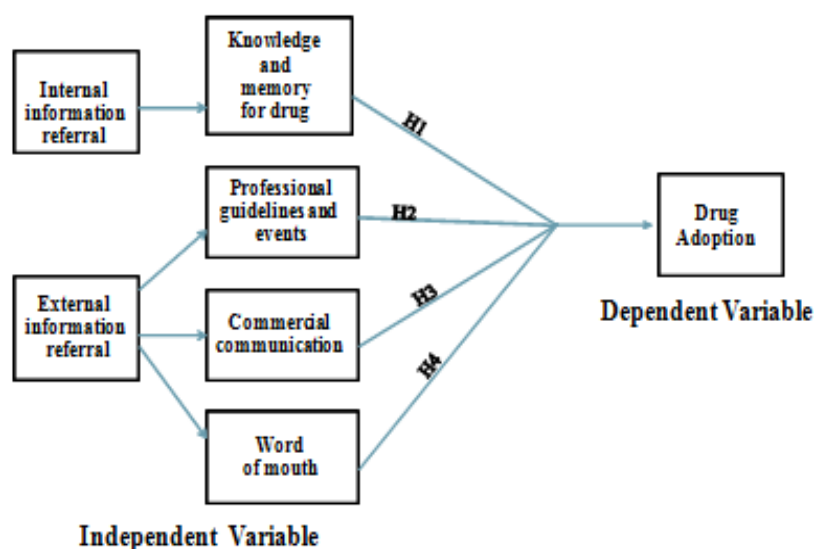 Internal
information
referral
Knowledge
and
memory
for drug
H1
Professional
guidelines and
events
H2
Drug
Adoption
External
information
referral
Commercial
communication
H3
Dependent Variable
H4
Word
of mouth
Independent Variable